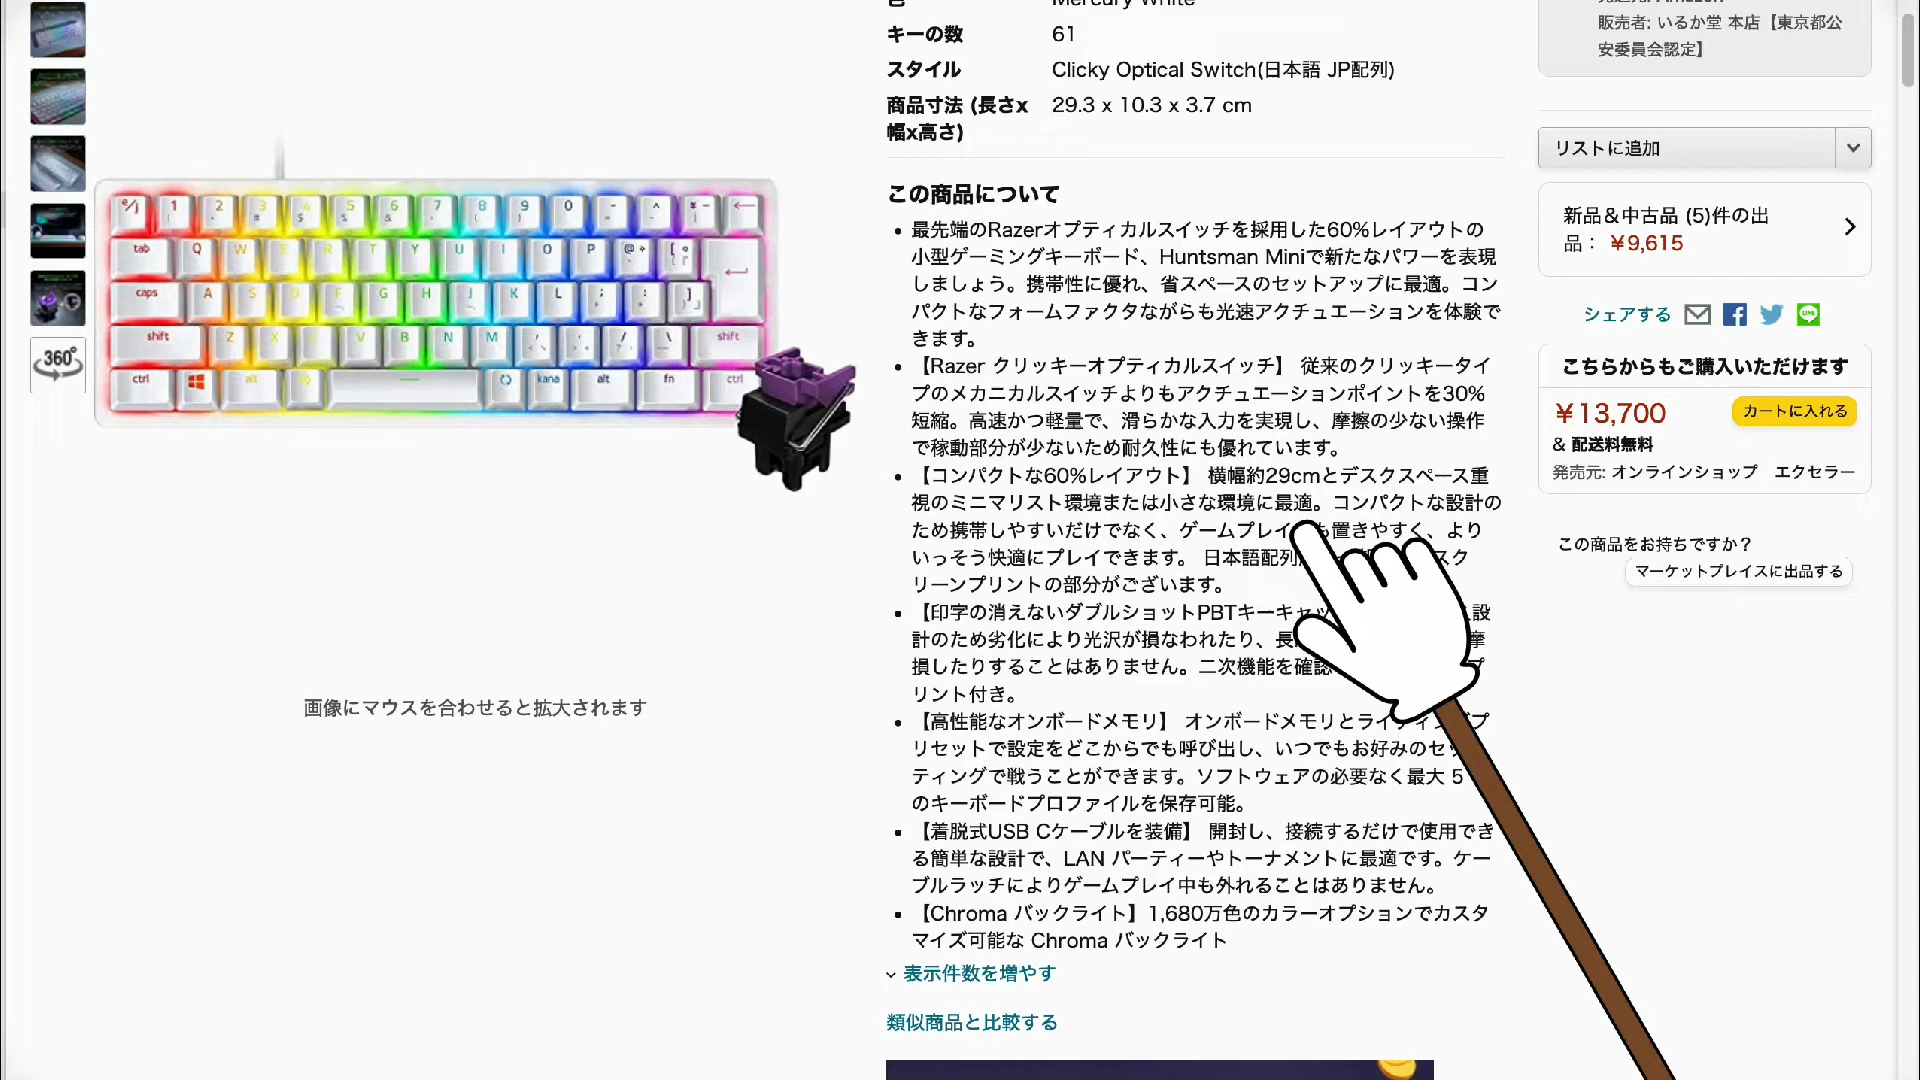 色
Mercury White
キーの数 61
スタイル Clicky Optical Switch(日本語 JP配列)
商品寸法 (長さx 29.3 x 10.3 x 3.7 cm
幅x高さ)
この商品について
最先端のRazerオプティカルスイッチを採用した60%レイアウトの
小型ゲーミングキーボード、Huntsman Miniで新たなパワーを表現
しましょう。携帯性に優れ、省スペースのセットアップに最適。コン
パクトなフォームファクタながらも光速アクチュエーションを体験で
きます。
【Razer クリッキーオプティカルスイッチ】 従来のクリッキータイ
プのメカニカルスイッチよりもアクチュエーションポイントを30%
短縮。高速かつ軽量で、滑らかな入力を実現し、摩擦の少ない操作
で稼動部分が少ないため耐久性にも優れています。
【コンパクトな60%レイアウト】 横幅約29cmとデスクスペース重
視のミニマリスト環境または小さな環境に最適。コンパクトな設計の
ため携帯しやすいだけでなく、ゲームプレイ も置きやすく、より
いっそう快適にプレイできます。 日本語配列 スク
リーンプリントの部分がございます。
【印字の消えないダブルショットPBTキーキャッ 設
計のため劣化により光沢が損なわれたり、長 摩
損したりすることはありません。二次機能を確認 プ
リント付き。
【高性能なオンボードメモリ】 オンボードメモリとライティングプ
リセットで設定をどこからでも呼び出し、いつでもお好みのセッ
ティングで戦うことができます。ソフトウェアの必要なく最大 5
のキーボードプロファイルを保存可能。
【着脱式USB Cケーブルを装備】 開封し、接続するだけで使用でき
る簡単な設計で、LAN パーティーやトーナメントに最適です。ケー
ブルラッチによりゲームプレイ中も外れることはありません。
【Chroma バックライト】1,680万色のカラーオプションでカスタ
マイズ可能な Chroma バックライト
表示件数を増やす
類似商品と比較する
360°
画像にマウスを合わせると拡大されます
1 2 3 4 5 6 7 8 9 0 - ^ ¥
tab Q W E R T Y U I O P @ [
caps A S D F G H J K L ; : ]
shift Z X C V B N M , . / \ shift
ctrl alt kana alt fn ctrl
販売者: いるか堂 本店【東京都公
安委員会認定】
リストに追加
新品＆中古品 (5)件の出
品： ￥9,615
シェアする
LINE
こちらからもご購入いただけます
￥13,700 カートに入れる
& 配送料無料
発売元: オンラインショップ エクセラー
この商品をお持ちですか？
マーケットプレイスに出品する